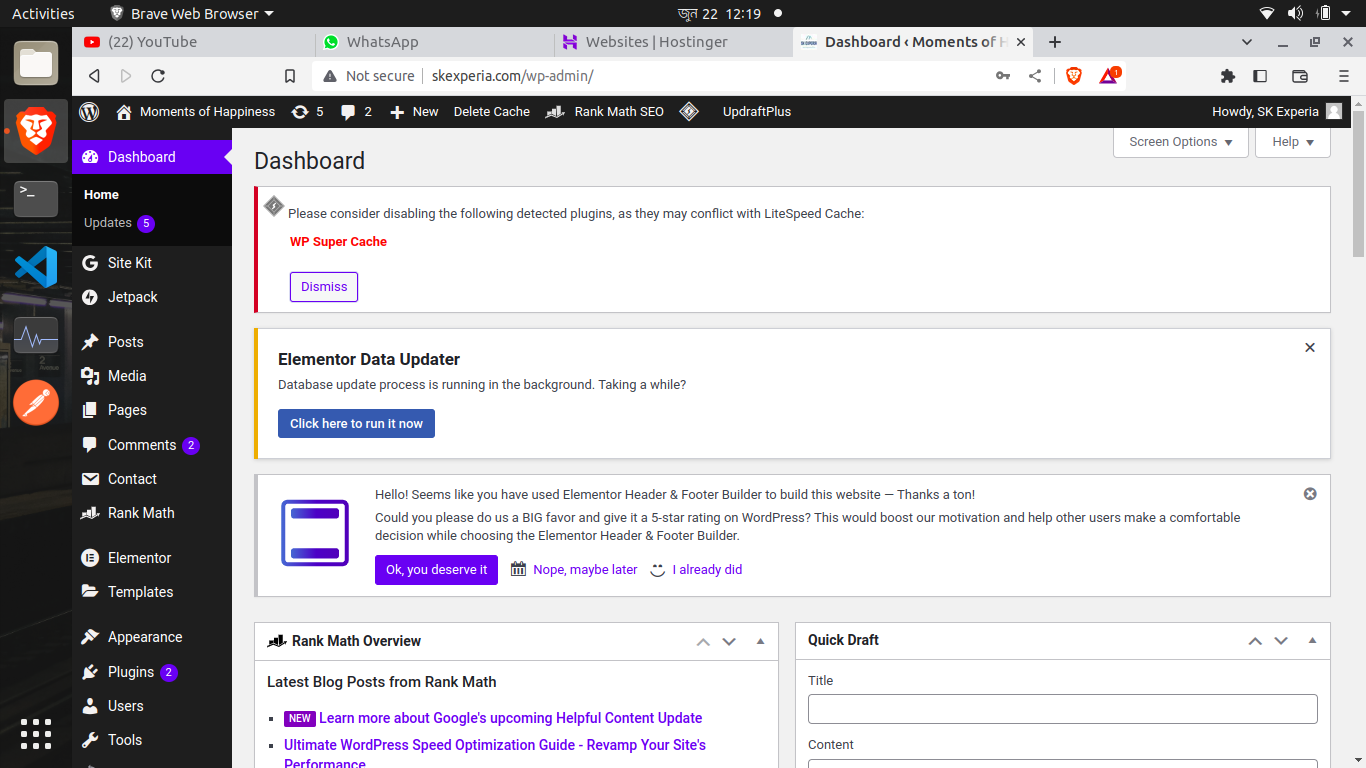 Activities
Brave Web Browser
জুন 22 12:19
(22) YouTube
WhatsApp
Websites | Hostinger
Dashboard ‹ Moments of H
Not secure
skexperia.com/wp-admin/
1
Moments of Happiness
5
2
New
Delete Cache
Rank Math SEO
UpdraftPlus
Howdy, SK Experia
Dashboard
Home
Updates 5
Site Kit
Jetpack
Posts
Media
Pages
Comments 2
Contact
Rank Math
Elementor
Templates
Appearance
Plugins 2
Users
Tools
Dashboard
Screen Options
Help
Please consider disabling the following detected plugins, as they may conflict with LiteSpeed Cache:
WP Super Cache
Dismiss
Elementor Data Updater
Database update process is running in the background. Taking a while?
Click here to run it now
Hello! Seems like you have used Elementor Header & Footer Builder to build this website — Thanks a ton!
Could you please do us a BIG favor and give it a 5-star rating on WordPress? This would boost our motivation and help other users make a comfortable
decision while choosing the Elementor Header & Footer Builder.
Ok, you deserve it
Nope, maybe later
I already did
Rank Math Overview
Latest Blog Posts from Rank Math
NEW Learn more about Google's upcoming Helpful Content Update
Ultimate WordPress Speed Optimization Guide - Revamp Your Site's
Performance
Quick Draft
Title
Content